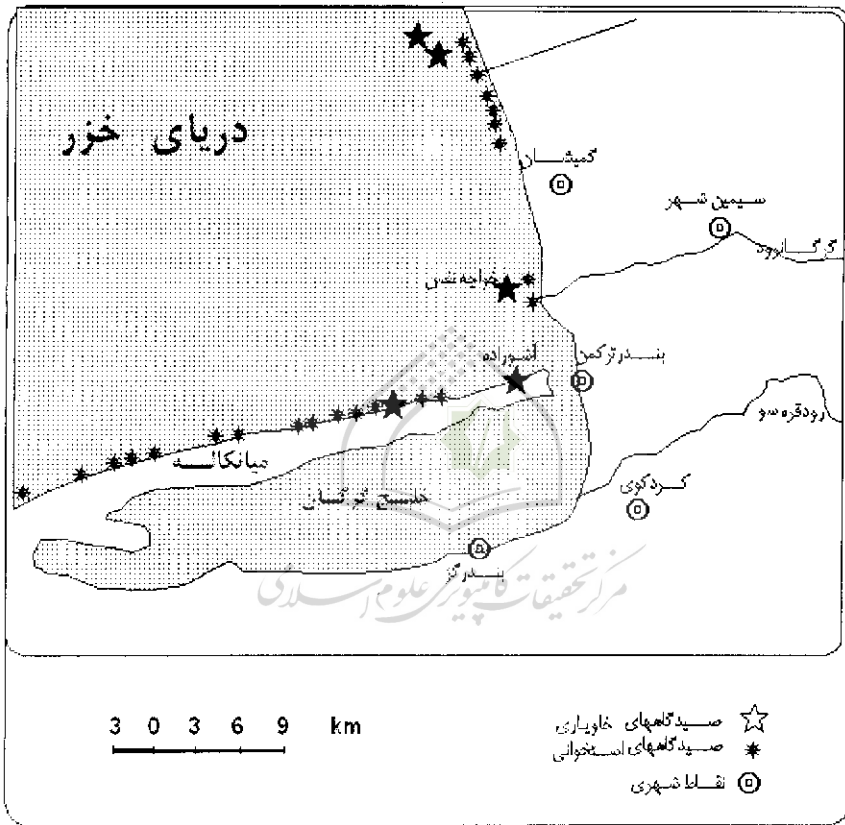 دریای خزر
گمیشان
سیمین شهر
گرگانرود
خواجه نفس
آشوراده
بندر ترکمن
رود قره سو
میانکاله
خلیج گرگان
کردکوی
بندر گز
مرکز تحقیقات کامپیوتری علوم اسلامی
3 0 3 6 9 km
صیدگاههای خاویاری
صیدگاههای استخوانی
نقاط شهری